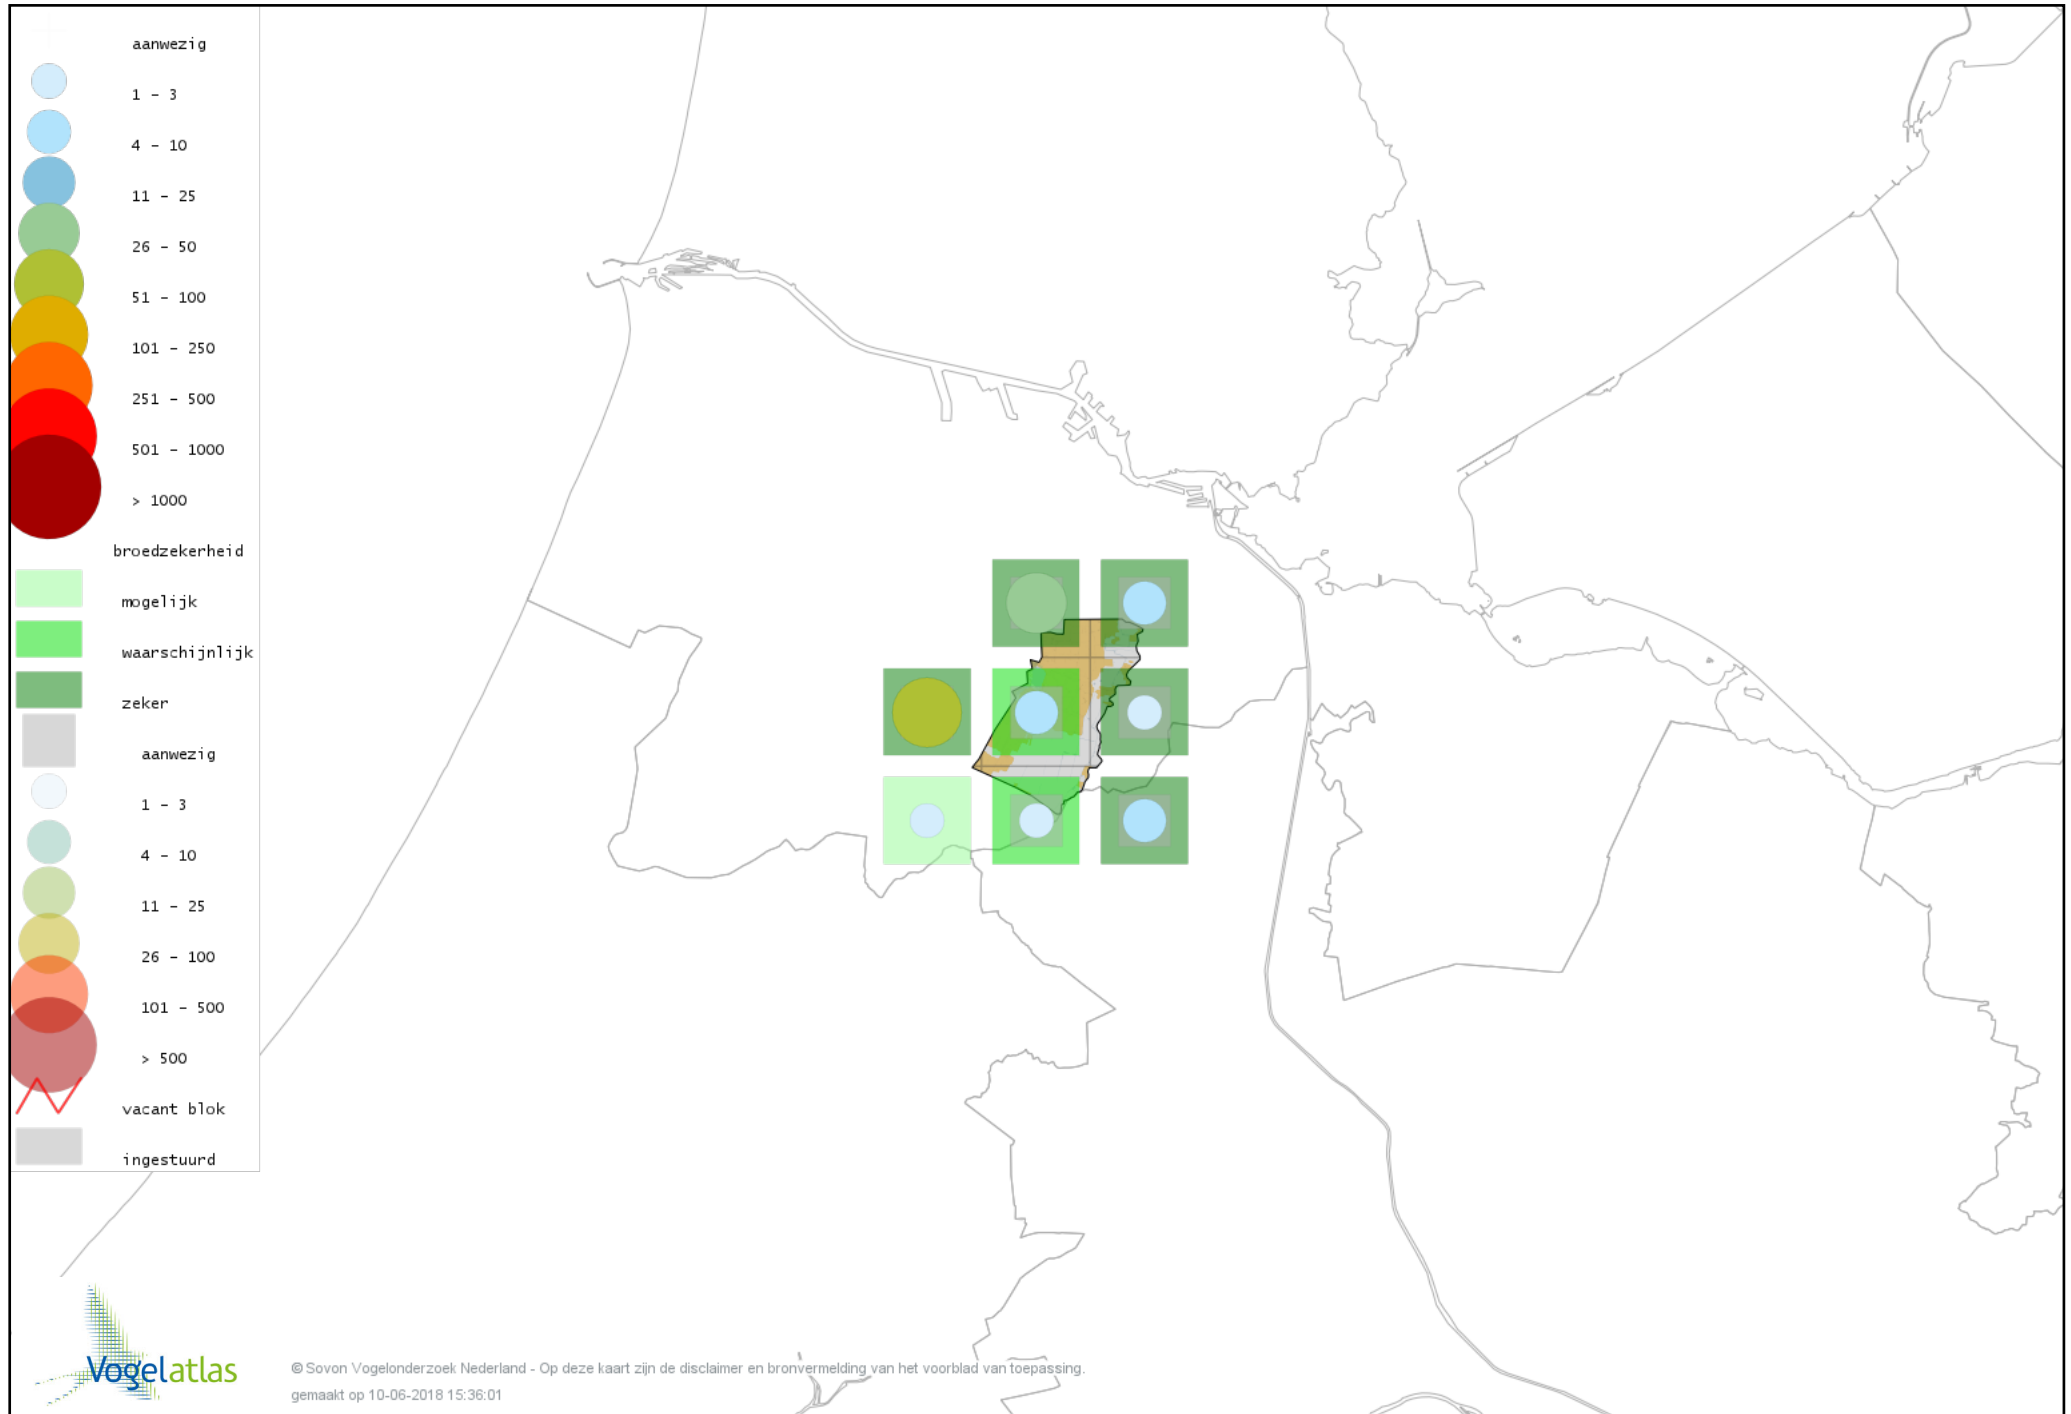 aanwezig
1 - 3
4 - 10
11 - 25
26 - 50
51 - 100
101 - 250
251 - 500
501 - 1000
> 1000
broedzekerheid
mogelijk
waarschijnlijk
zeker
aanwezig
1 - 3
4 - 10
11 - 25
26 - 100
101 - 500
> 500
vacant blok
ingestuurd
Vogelatlas
© Sovon Vogelonderzoek Nederland - Op deze kaart zijn de disclaimer en bronvermelding van het voorblad van toepassing.
gemaakt op 10-06-2018 15:36:01